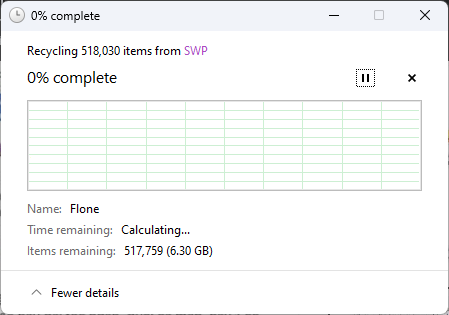 0% complete
Recycling 518,030 items from SWP
0% complete
Name: Flone
Time remaining: Calculating...
Items remaining: 517,759 (6.30 GB)
Fewer details